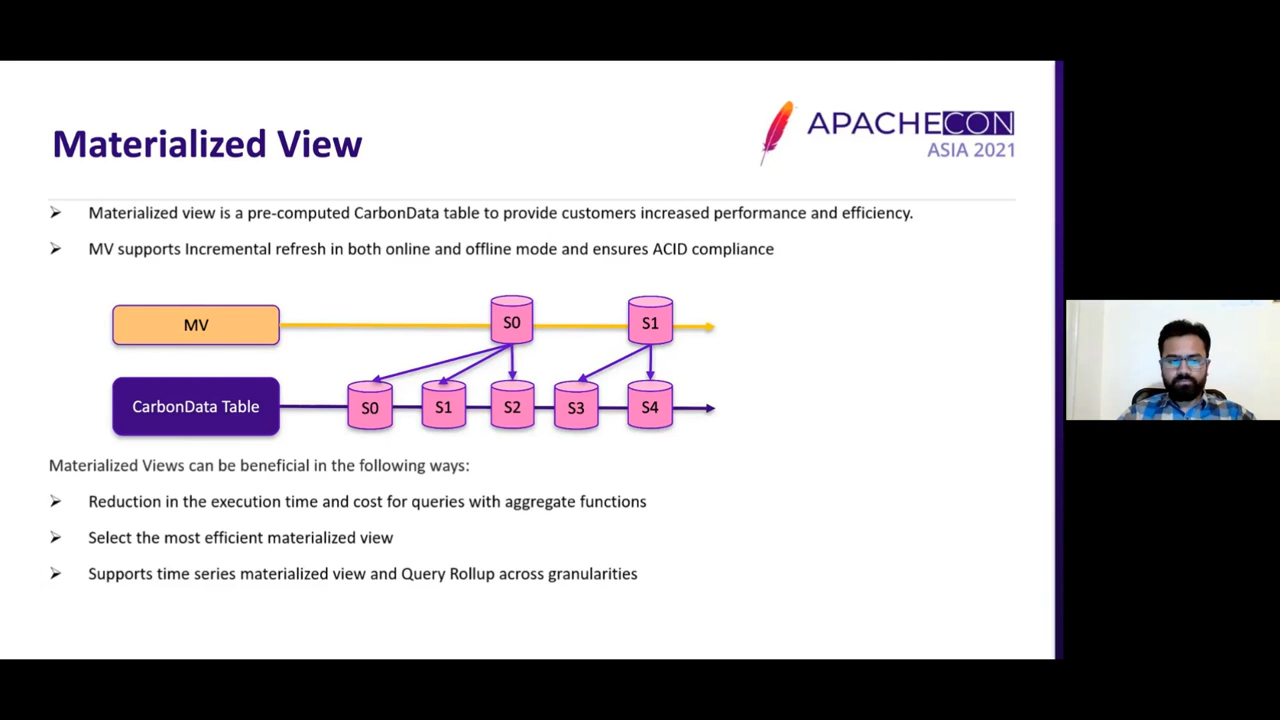 Materialized View
APACHECON
ASIA 2021
Materialized view is a pre-computed CarbonData table to provide customers increased performance and efficiency.
MV supports Incremental refresh in both online and offline mode and ensures ACID compliance
MV
S0
S1
CarbonData Table
S0
S1
S2
S3
S4
Materialized Views can be beneficial in the following ways:
Reduction in the execution time and cost for queries with aggregate functions
Select the most efficient materialized view
Supports time series materialized view and Query Rollup across granularities